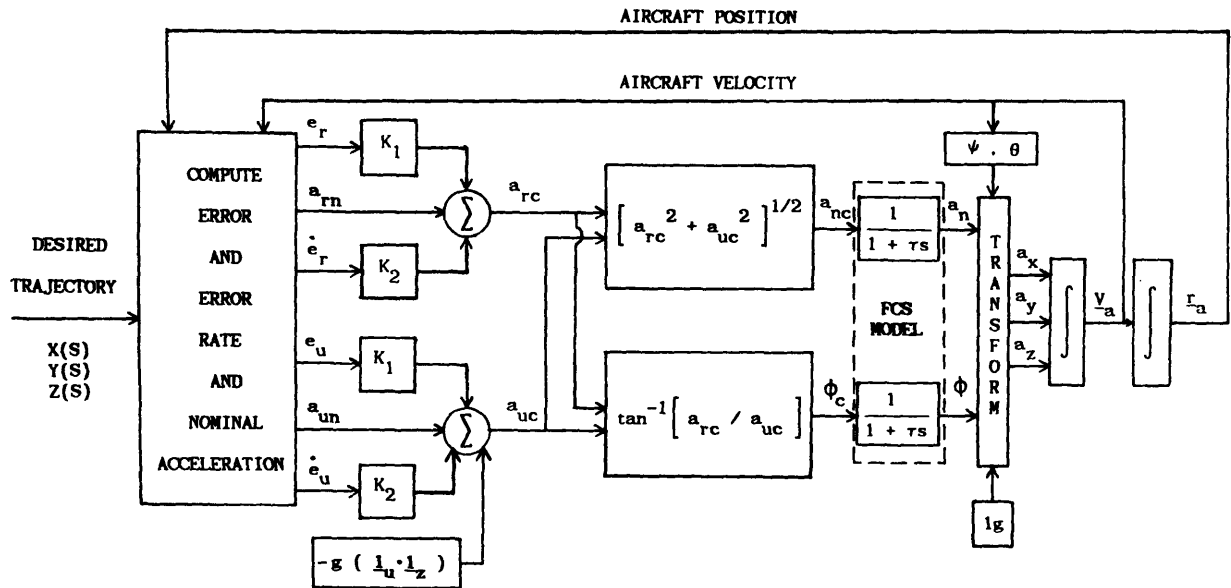 AIRCRAFT POSITION
AIRCRAFT VELOCITY
DESIRED
TRAJECTORY
X(S)
Y(S)
Z(S)
COMPUTE
ERROR
AND
ERROR
RATE
AND
NOMINAL
ACCELERATION
e_r
K_1
a_rn
ė_r
K_2
Σ
a_rc
e_u
K_1
a_un
ė_u
K_2
Σ
a_uc
-g ( 1_u · 1_z )
[ a_rc^2 + a_uc^2 ]^1/2
tan^-1 [ a_rc / a_uc ]
a_nc
1
1 + τs
a_n
FCS
MODEL
ϕ_c
1
1 + τs
ϕ
ψ . θ
TRANSFORM
1g
a_x
a_y
a_z
∫
V_a
∫
r_a